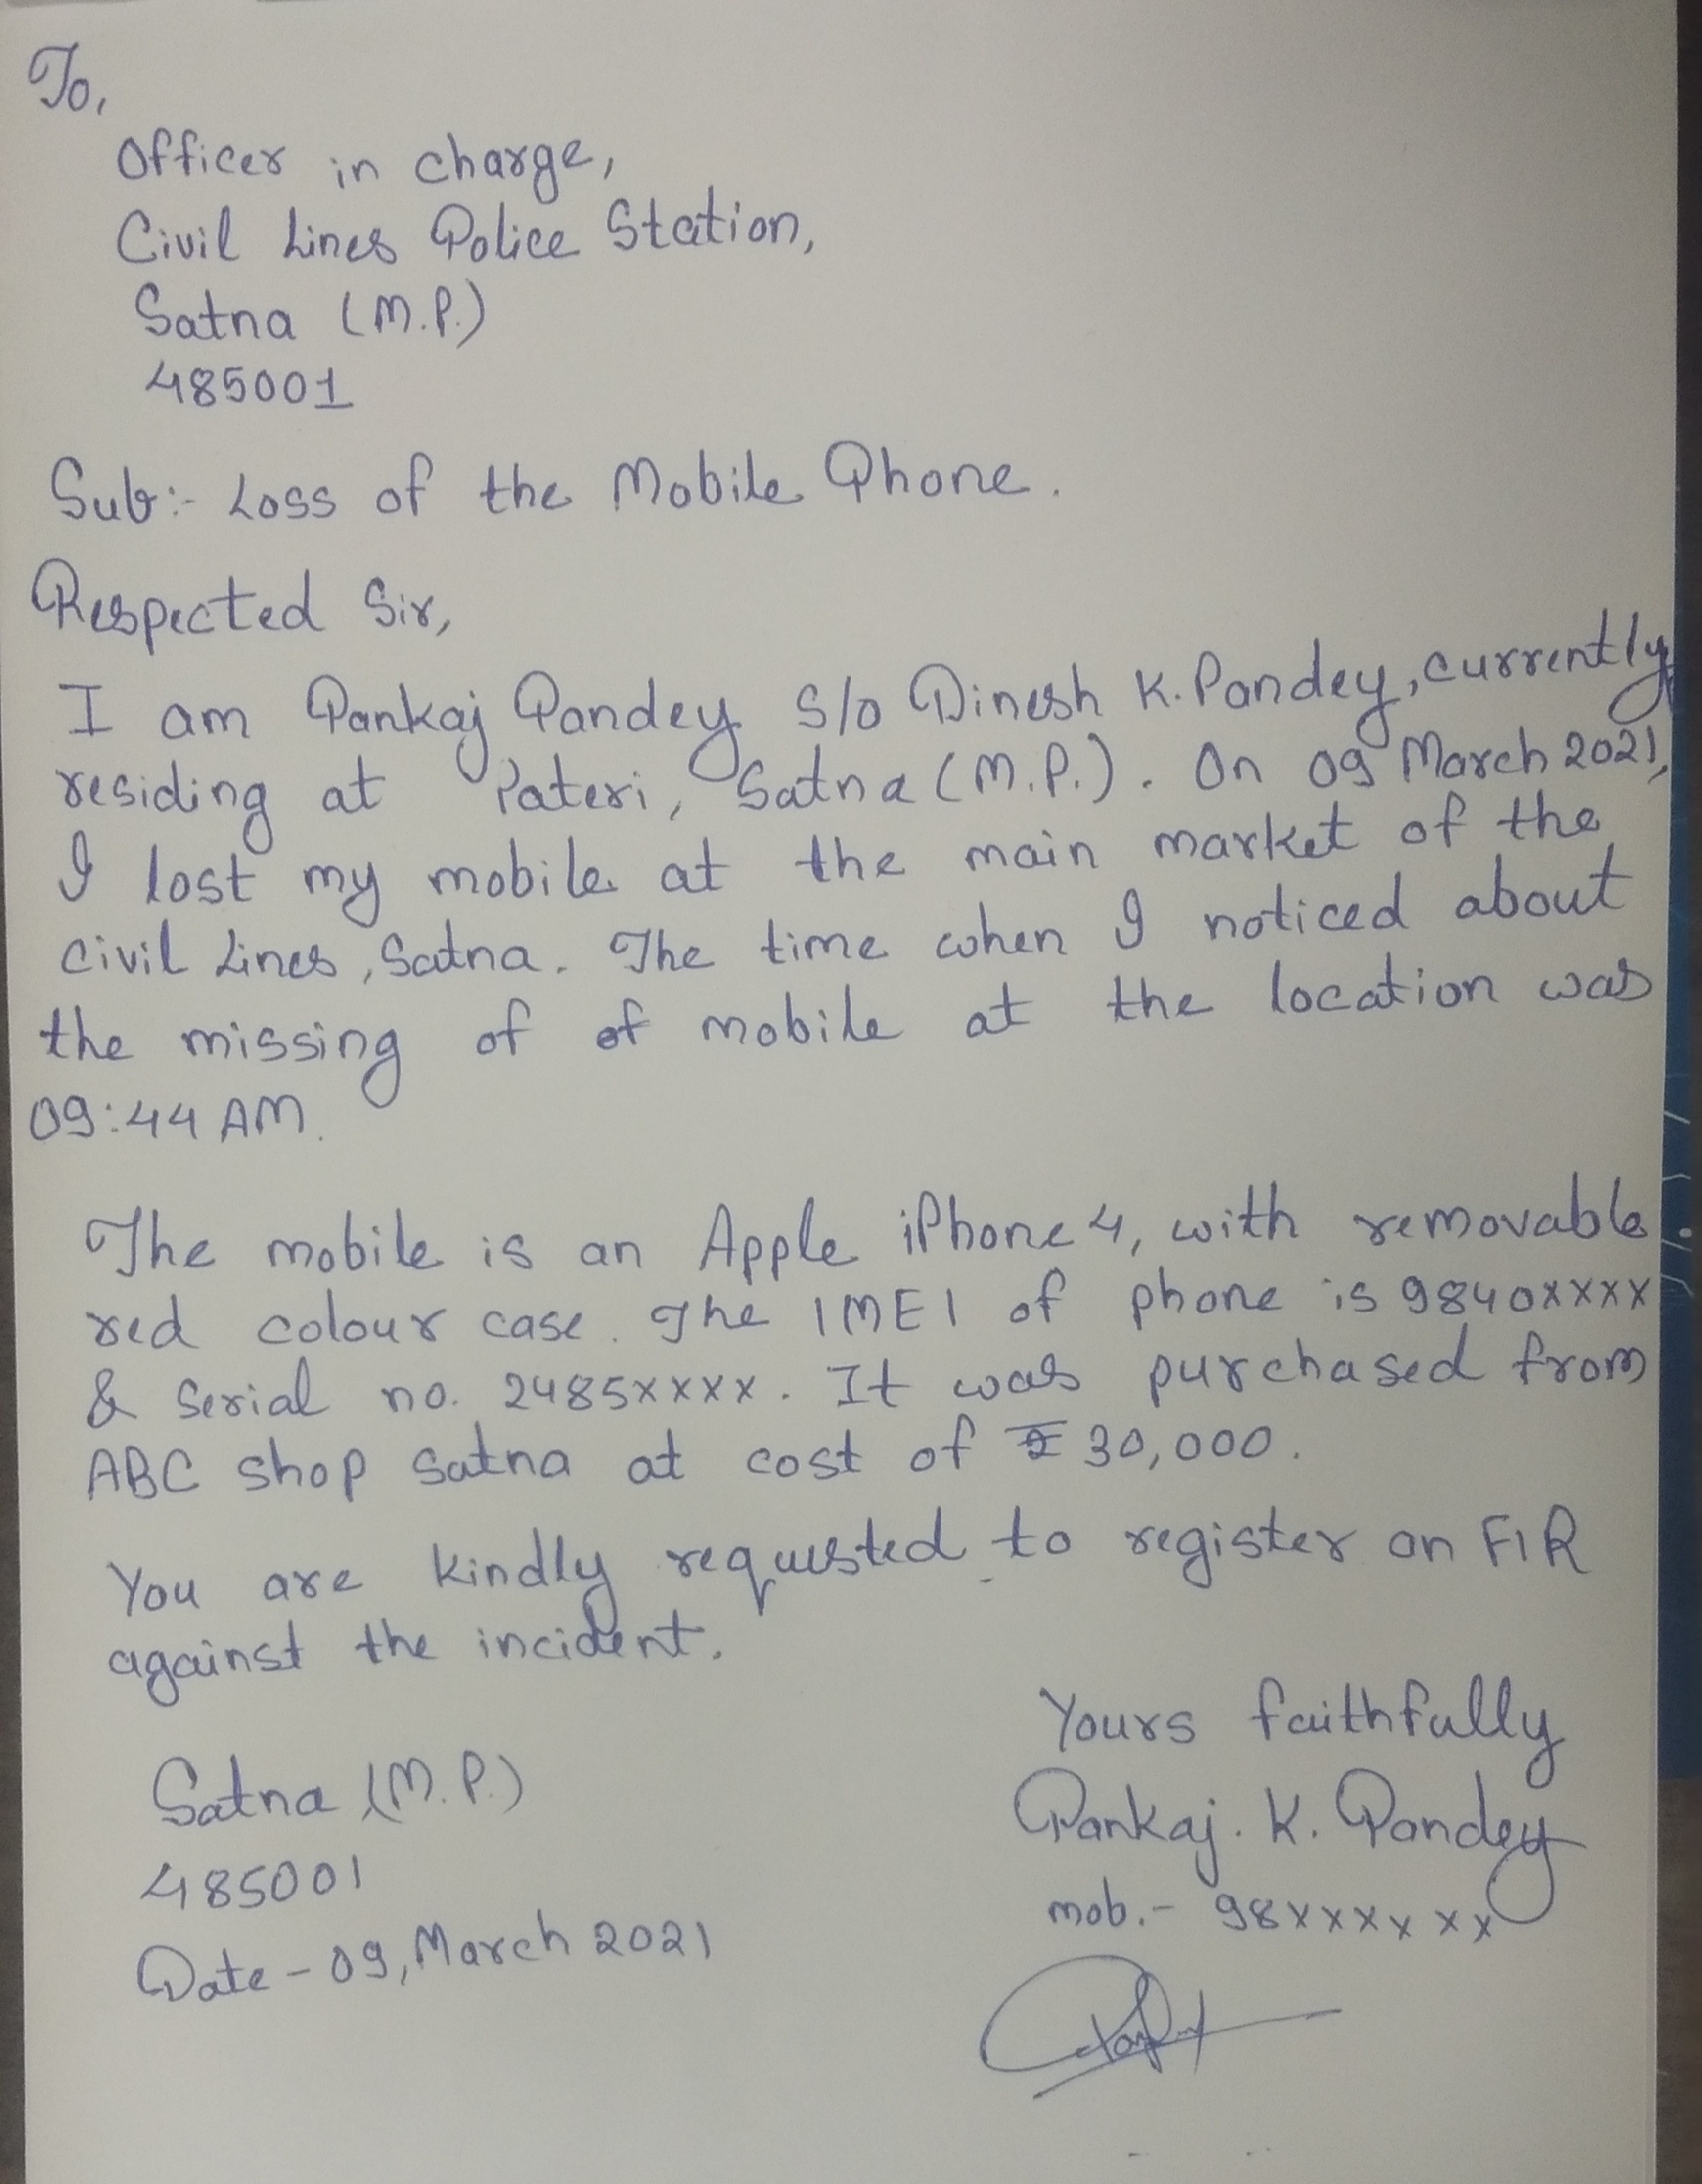 To,
Officer in charge,
Civil Lines Police Station,
Satna (M.P.)
485001
Sub:- Loss of the Mobile Phone.
Respected Sir,
I am Pankaj Pandey S/o Dinesh K. Pandey, currently
residing at Pateri, Satna (M.P.). On 09 March 2021,
I lost my mobile at the main market of the
Civil Lines, Satna. The time when I noticed about
the missing of of mobile at the location was
09:44 AM.
The mobile is an Apple iPhone 4, with removable
red colour case. The IMEI of phone is 9840xxxx
& Serial no. 2485xxxx. It was purchased from
ABC shop Satna at cost of ₹ 30,000.
You are kindly requested to register an FIR
against the incident.
Yours faithfully
Satna (M.P.)
Pankaj. K. Pandey
485001
mob.- 98xxxxxx
Date - 09, March 2021